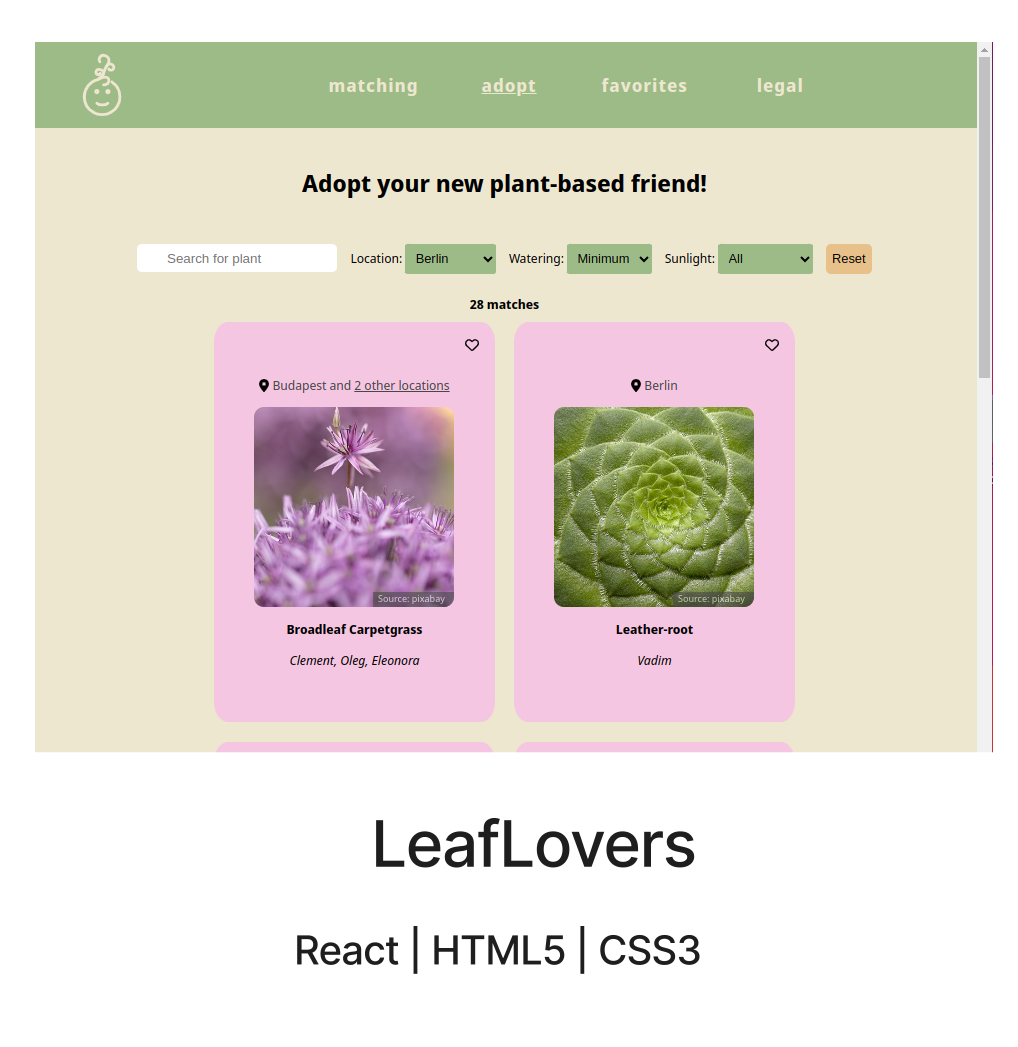 matching adopt favorites legal
Adopt your new plant-based friend!
Search for plant Location: Berlin Watering: Minimum Sunlight: All Reset
28 matches
Budapest and 2 other locations
Source: pixabay
Broadleaf Carpetgrass
Clement, Oleg, Eleonora
Berlin
Source: pixabay
Leather-root
Vadim
LeafLovers
React | HTML5 | CSS3